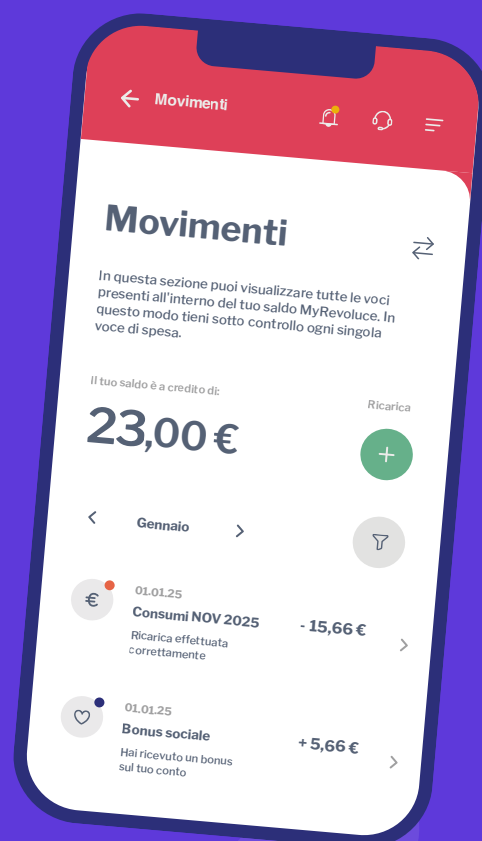 Movimenti
Movimenti
In questa sezione puoi visualizzare tutte le voci
presenti all'interno del tuo saldo MyRevoluce. In
questo modo tieni sotto controllo ogni singola
voce di spesa.
Il tuo saldo è a credito di:
Ricarica
23,00 €
Gennaio
01.01.25
Consumi NOV 2025
- 15,66 €
Ricarica effettuata
correttamente
01.01.25
Bonus sociale
+ 5,66 €
Hai ricevuto un bonus
sul tuo conto